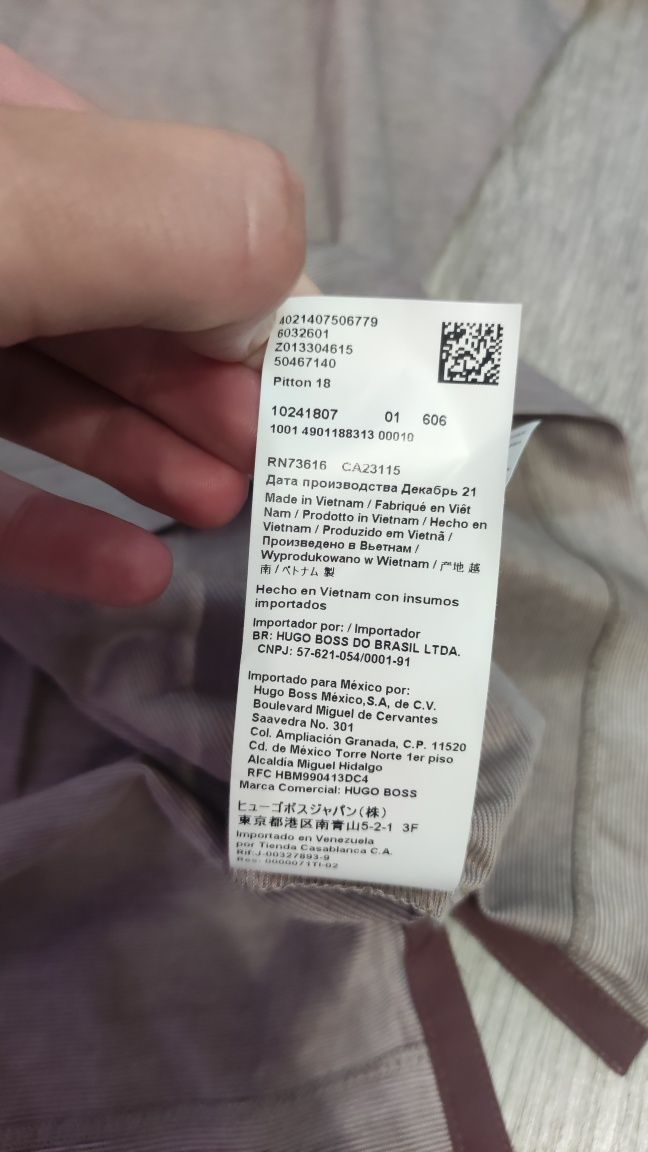 4021407506779
6032601
Z013304615
50467140
Pitton 18
10241807 01 606
1001 4901188313 00010
RN73616 CA23115
Дата производства Декабрь 21
Made in Vietnam / Fabriqué en Viêt
Nam / Prodotto in Vietnam / Hecho en
Vietnam / Produzido em Vietnã /
Произведено в Вьетнам /
Wyprodukowano w Wietnam / 产地 越
南 / ベトナム 製
Hecho en Vietnam con insumos
importados
Importador por: / Importador
BR: HUGO BOSS DO BRASIL LTDA.
CNPJ: 57-621-054/0001-91
Importado para México por:
Hugo Boss México,S.A, de C.V.
Boulevard Miguel de Cervantes
Saavedra No. 301
Col. Ampliación Granada, C.P. 11520
Cd. de México Torre Norte 1er piso
Alcaldía Miguel Hidalgo
RFC HBM990413DC4
Marca Comercial: HUGO BOSS
ヒューゴボスジャパン(株)
東京都港区南青山5-2-1 3F
Importado en Venezuela
por Tienda Casablanca C.A.
Rif:J-00327893-9
Res: 0000071TI-02